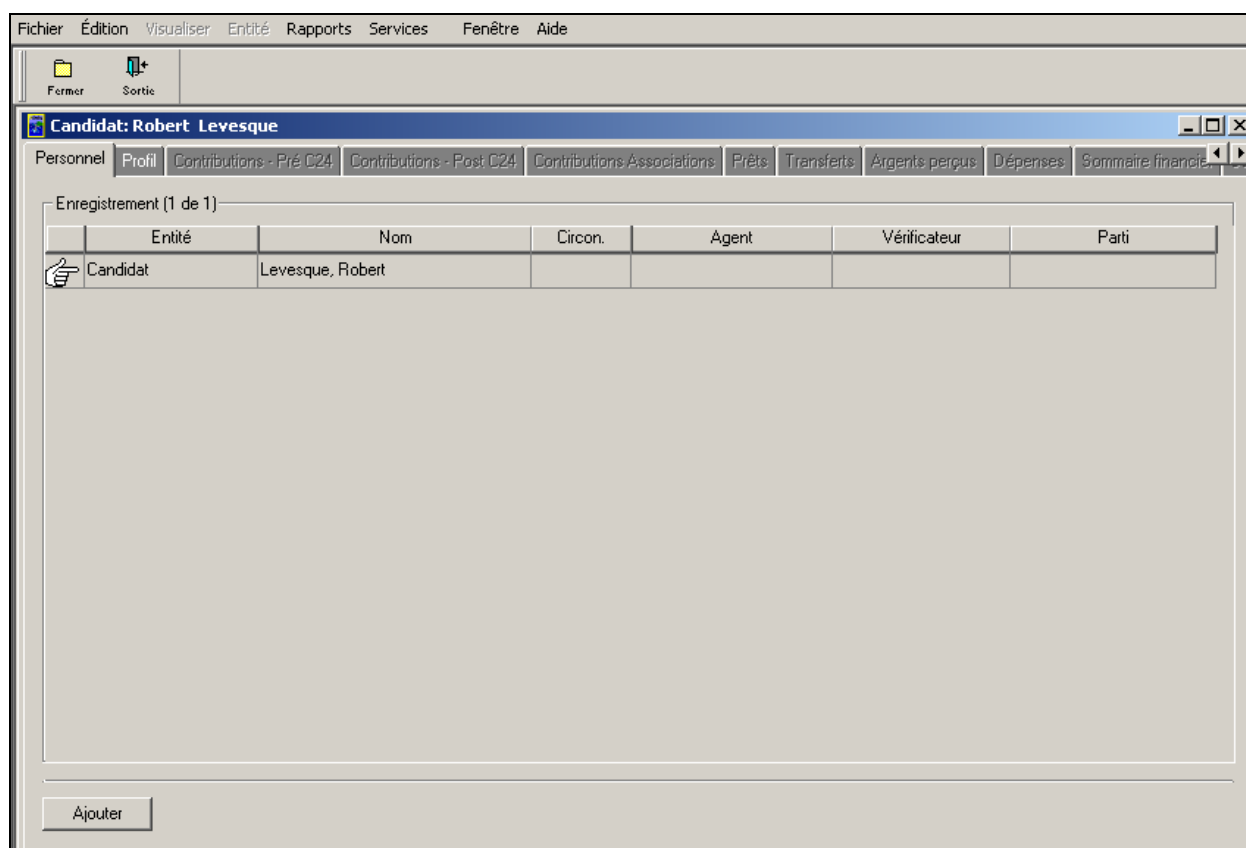 Fichier Édition Visualiser Entité Rapports Services Fenêtre Aide
Fermer Sortie
Candidat: Robert Levesque
Personnel Profil Contributions - Pré C24 Contributions - Post C24 Contributions Associations Prêts Transferts Argents perçus Dépenses Sommaire financie
Enregistrement (1 de 1)
Entité Nom Circon. Agent Vérificateur Parti
Candidat Levesque, Robert
Ajouter